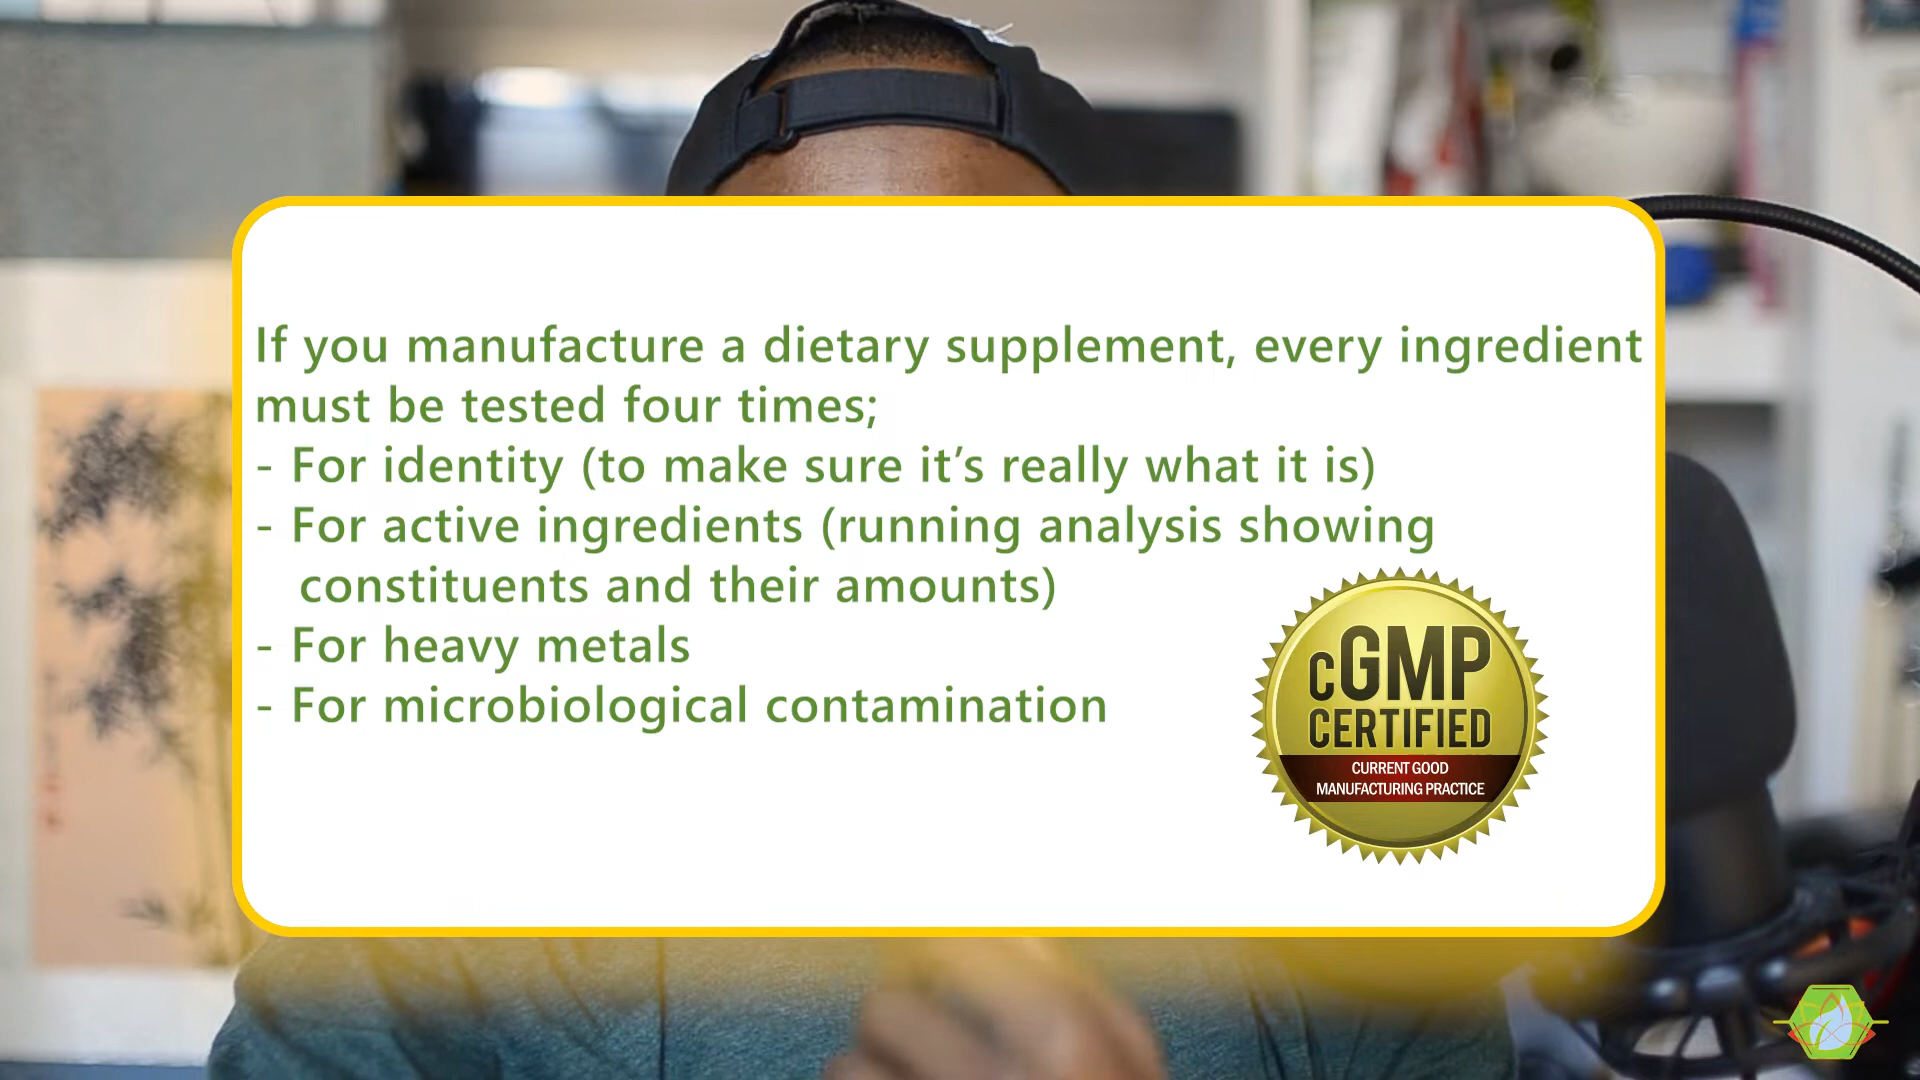 If you manufacture a dietary supplement, every ingredient
must be tested four times;
- For identity (to make sure it’s really what it is)
- For active ingredients (running analysis showing
constituents and their amounts)
- For heavy metals
- For microbiological contamination
cGMP
CERTIFIED
CURRENT GOOD
MANUFACTURING PRACTICE